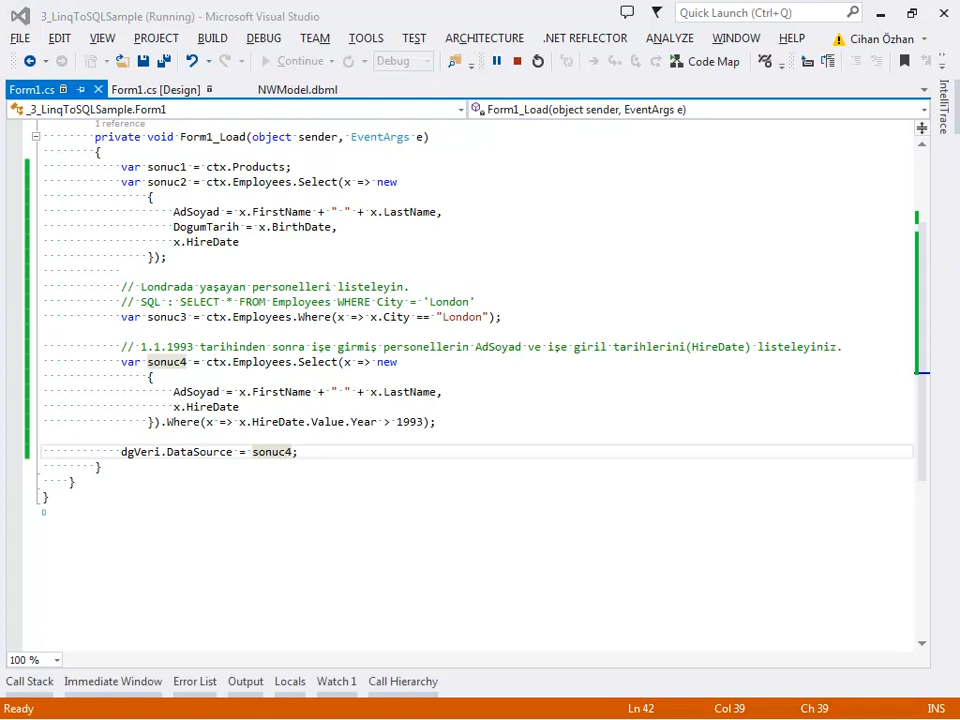 3_LinqToSQLSample (Running) - Microsoft Visual Studio
Quick Launch (Ctrl+Q)
FILE EDIT VIEW PROJECT BUILD DEBUG TEAM TOOLS TEST ARCHITECTURE .NET REFLECTOR ANALYZE WINDOW HELP Cihan Özhan
Continue Debug Code Map
Form1.cs Form1.cs [Design] NWModel.dbml
_3_LinqToSQLSample.Form1 Form1_Load(object sender, EventArgs e)
IntelliTrace
1 reference
private void Form1_Load(object sender, EventArgs e)
{
var sonuc1 = ctx.Products;
var sonuc2 = ctx.Employees.Select(x => new
{
AdSoyad = x.FirstName + " " + x.LastName,
DogumTarih = x.BirthDate,
x.HireDate
});
// Londrada yaşayan personelleri listeleyin.
// SQL : SELECT * FROM Employees WHERE City = 'London'
var sonuc3 = ctx.Employees.Where(x => x.City == "London");
// 1.1.1993 tarihinden sonra işe girmiş personellerin AdSoyad ve işe giril tarihlerini(HireDate) listeleyiniz.
var sonuc4 = ctx.Employees.Select(x => new
{
AdSoyad = x.FirstName + " " + x.LastName,
x.HireDate
}).Where(x => x.HireDate.Value.Year > 1993);
dgVeri.DataSource = sonuc4;
}
}
}
100 %
Call Stack Immediate Window Error List Output Locals Watch 1 Call Hierarchy
Ready Ln 42 Col 39 Ch 39 INS